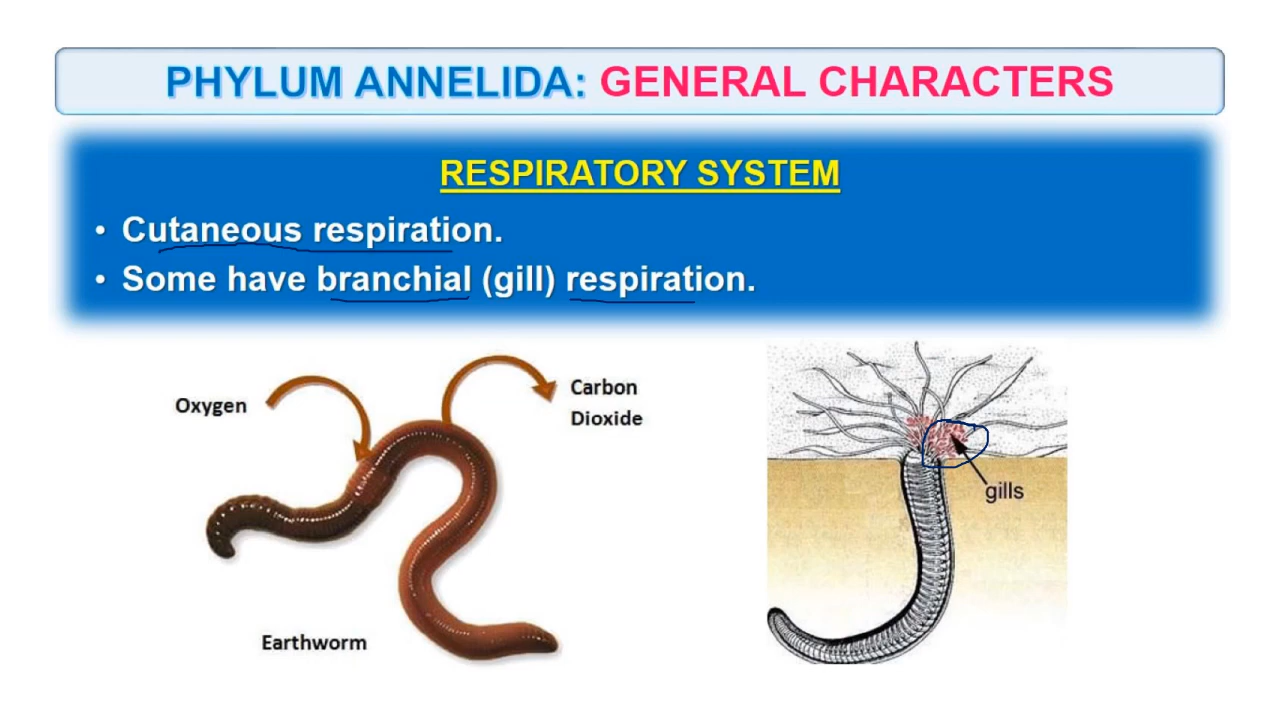 PHYLUM ANNELIDA: GENERAL CHARACTERS
RESPIRATORY SYSTEM
• Cutaneous respiration.
• Some have branchial (gill) respiration.
Oxygen
Carbon
Dioxide
Earthworm
gills